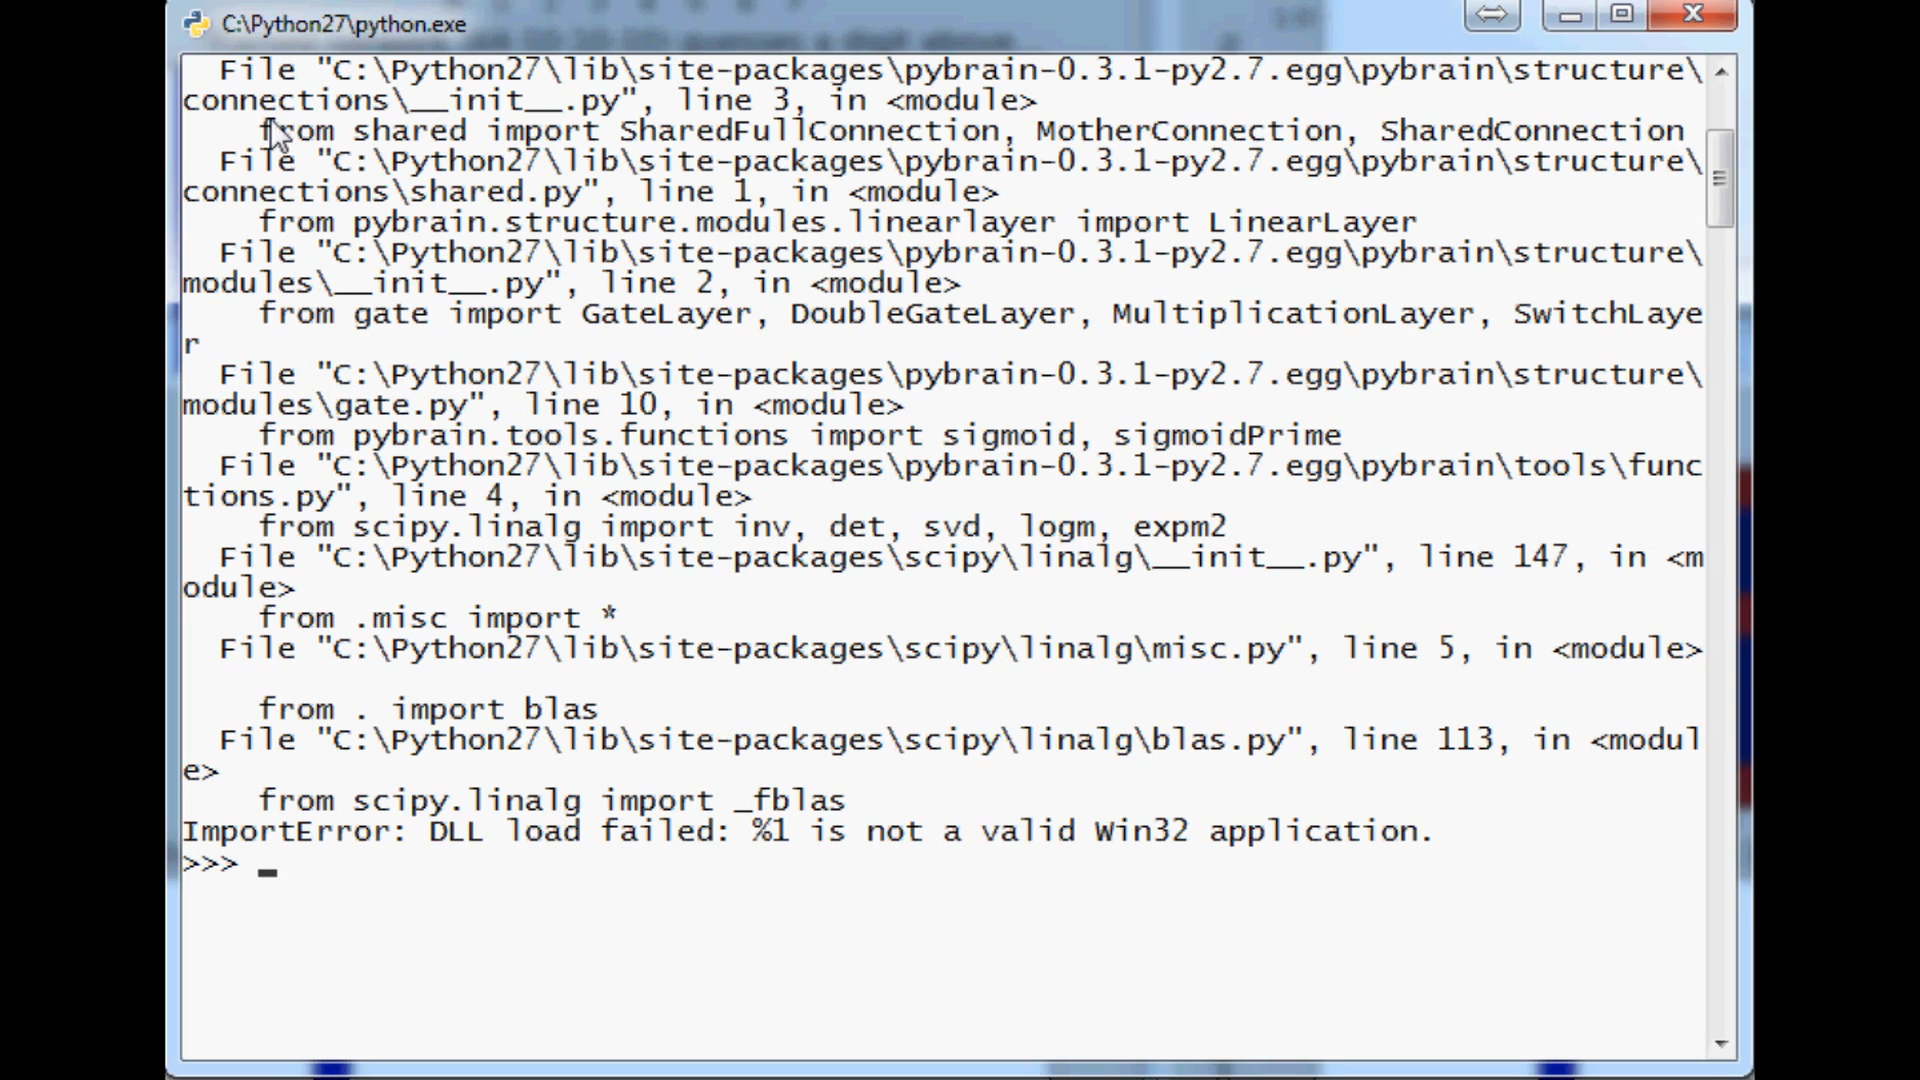 C:\Python27\python.exe
File "C:\Python27\lib\site-packages\pybrain-0.3.1-py2.7.egg\pybrain\structure\
connections\__init__.py", line 3, in <module>
from shared import SharedFullConnection, MotherConnection, SharedConnection
File "C:\Python27\lib\site-packages\pybrain-0.3.1-py2.7.egg\pybrain\structure\
connections\shared.py", line 1, in <module>
from pybrain.structure.modules.linearlayer import LinearLayer
File "C:\Python27\lib\site-packages\pybrain-0.3.1-py2.7.egg\pybrain\structure\
modules\__init__.py", line 2, in <module>
from gate import GateLayer, DoubleGateLayer, MultiplicationLayer, SwitchLaye
r
File "C:\Python27\lib\site-packages\pybrain-0.3.1-py2.7.egg\pybrain\structure\
modules\gate.py", line 10, in <module>
from pybrain.tools.functions import sigmoid, sigmoidPrime
File "C:\Python27\lib\site-packages\pybrain-0.3.1-py2.7.egg\pybrain\tools\func
tions.py", line 4, in <module>
from scipy.linalg import inv, det, svd, logm, expm2
File "C:\Python27\lib\site-packages\scipy\linalg\__init__.py", line 147, in <m
odule>
from .misc import *
File "C:\Python27\lib\site-packages\scipy\linalg\misc.py", line 5, in <module>
from . import blas
File "C:\Python27\lib\site-packages\scipy\linalg\blas.py", line 113, in <modul
e>
from scipy.linalg import _fblas
ImportError: DLL load failed: %1 is not a valid Win32 application.
>>> _